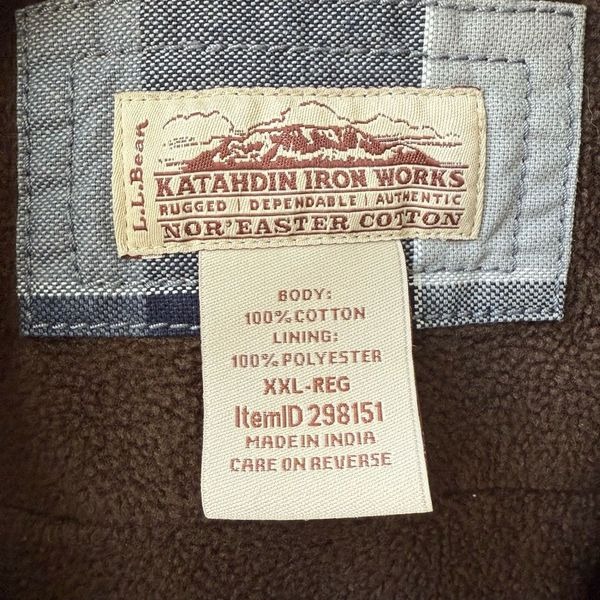 L.L.Bean
KATAHDIN IRON WORKS
RUGGED | DEPENDABLE | AUTHENTIC
NOR'EASTER COTTON
BODY:
100% COTTON
LINING:
100% POLYESTER
XXL-REG
ItemID 298151
MADE IN INDIA
CARE ON REVERSE